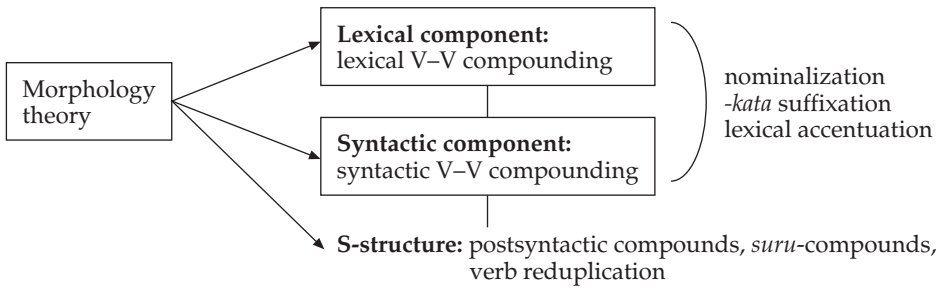 Morphology
theory
Lexical component:
lexical V–V compounding
Syntactic component:
syntactic V–V compounding
S-structure: postsyntactic compounds, suru-compounds,
verb reduplication
nominalization
-kata suffixation
lexical accentuation